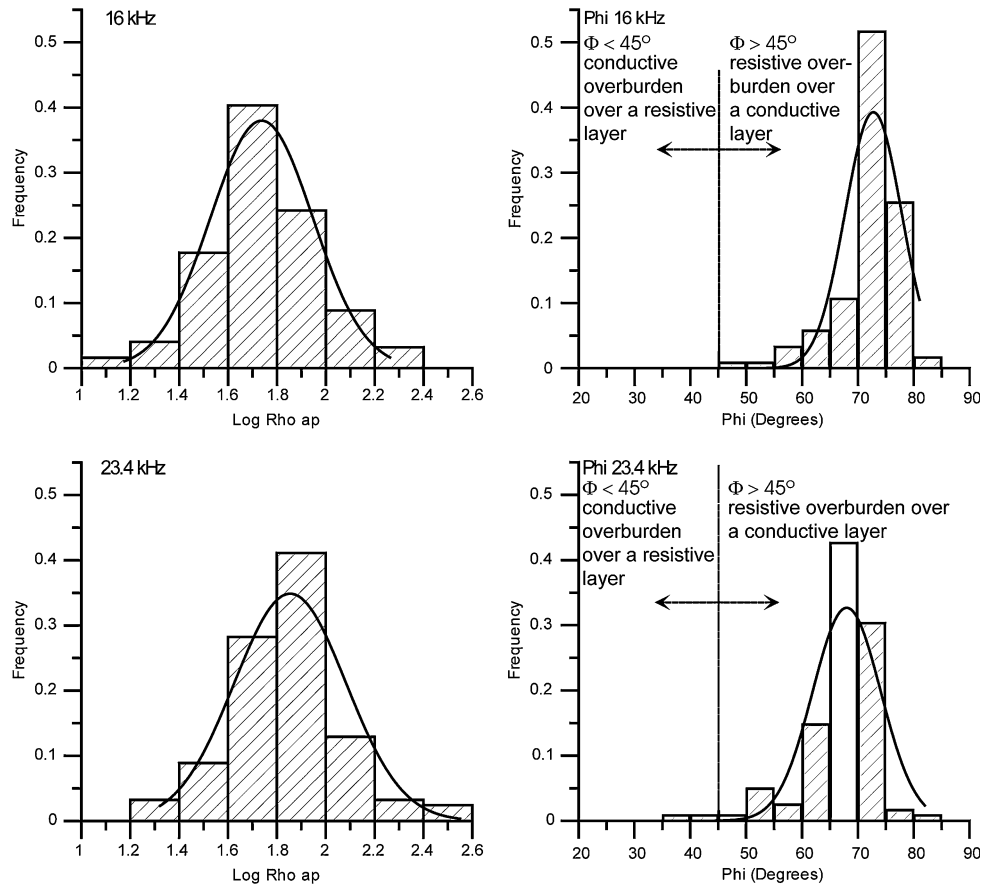 16 kHz
0.5
0.4
0.3
0.2
0.1
0
Frequency
1 1.2 1.4 1.6 1.8 2 2.2 2.4 2.6
Log Rho ap
Phi 16 kHz
Φ < 45° Φ > 45°
conductive resistive over-
overburden burden over
over a resistive a conductive
layer layer
0.5
0.4
0.3
0.2
0.1
0
Frequency
20 30 40 50 60 70 80 90
Phi (Degrees)
23.4 kHz
0.5
0.4
0.3
0.2
0.1
0
Frequency
1 1.2 1.4 1.6 1.8 2 2.2 2.4 2.6
Log Rho ap
Phi 23.4 kHz
Φ < 45° Φ > 45°
conductive resistive overburden over
overburden a conductive layer
over a resistive
layer
0.5
0.4
0.3
0.2
0.1
0
Frequency
20 30 40 50 60 70 80 90
Phi (Degrees)